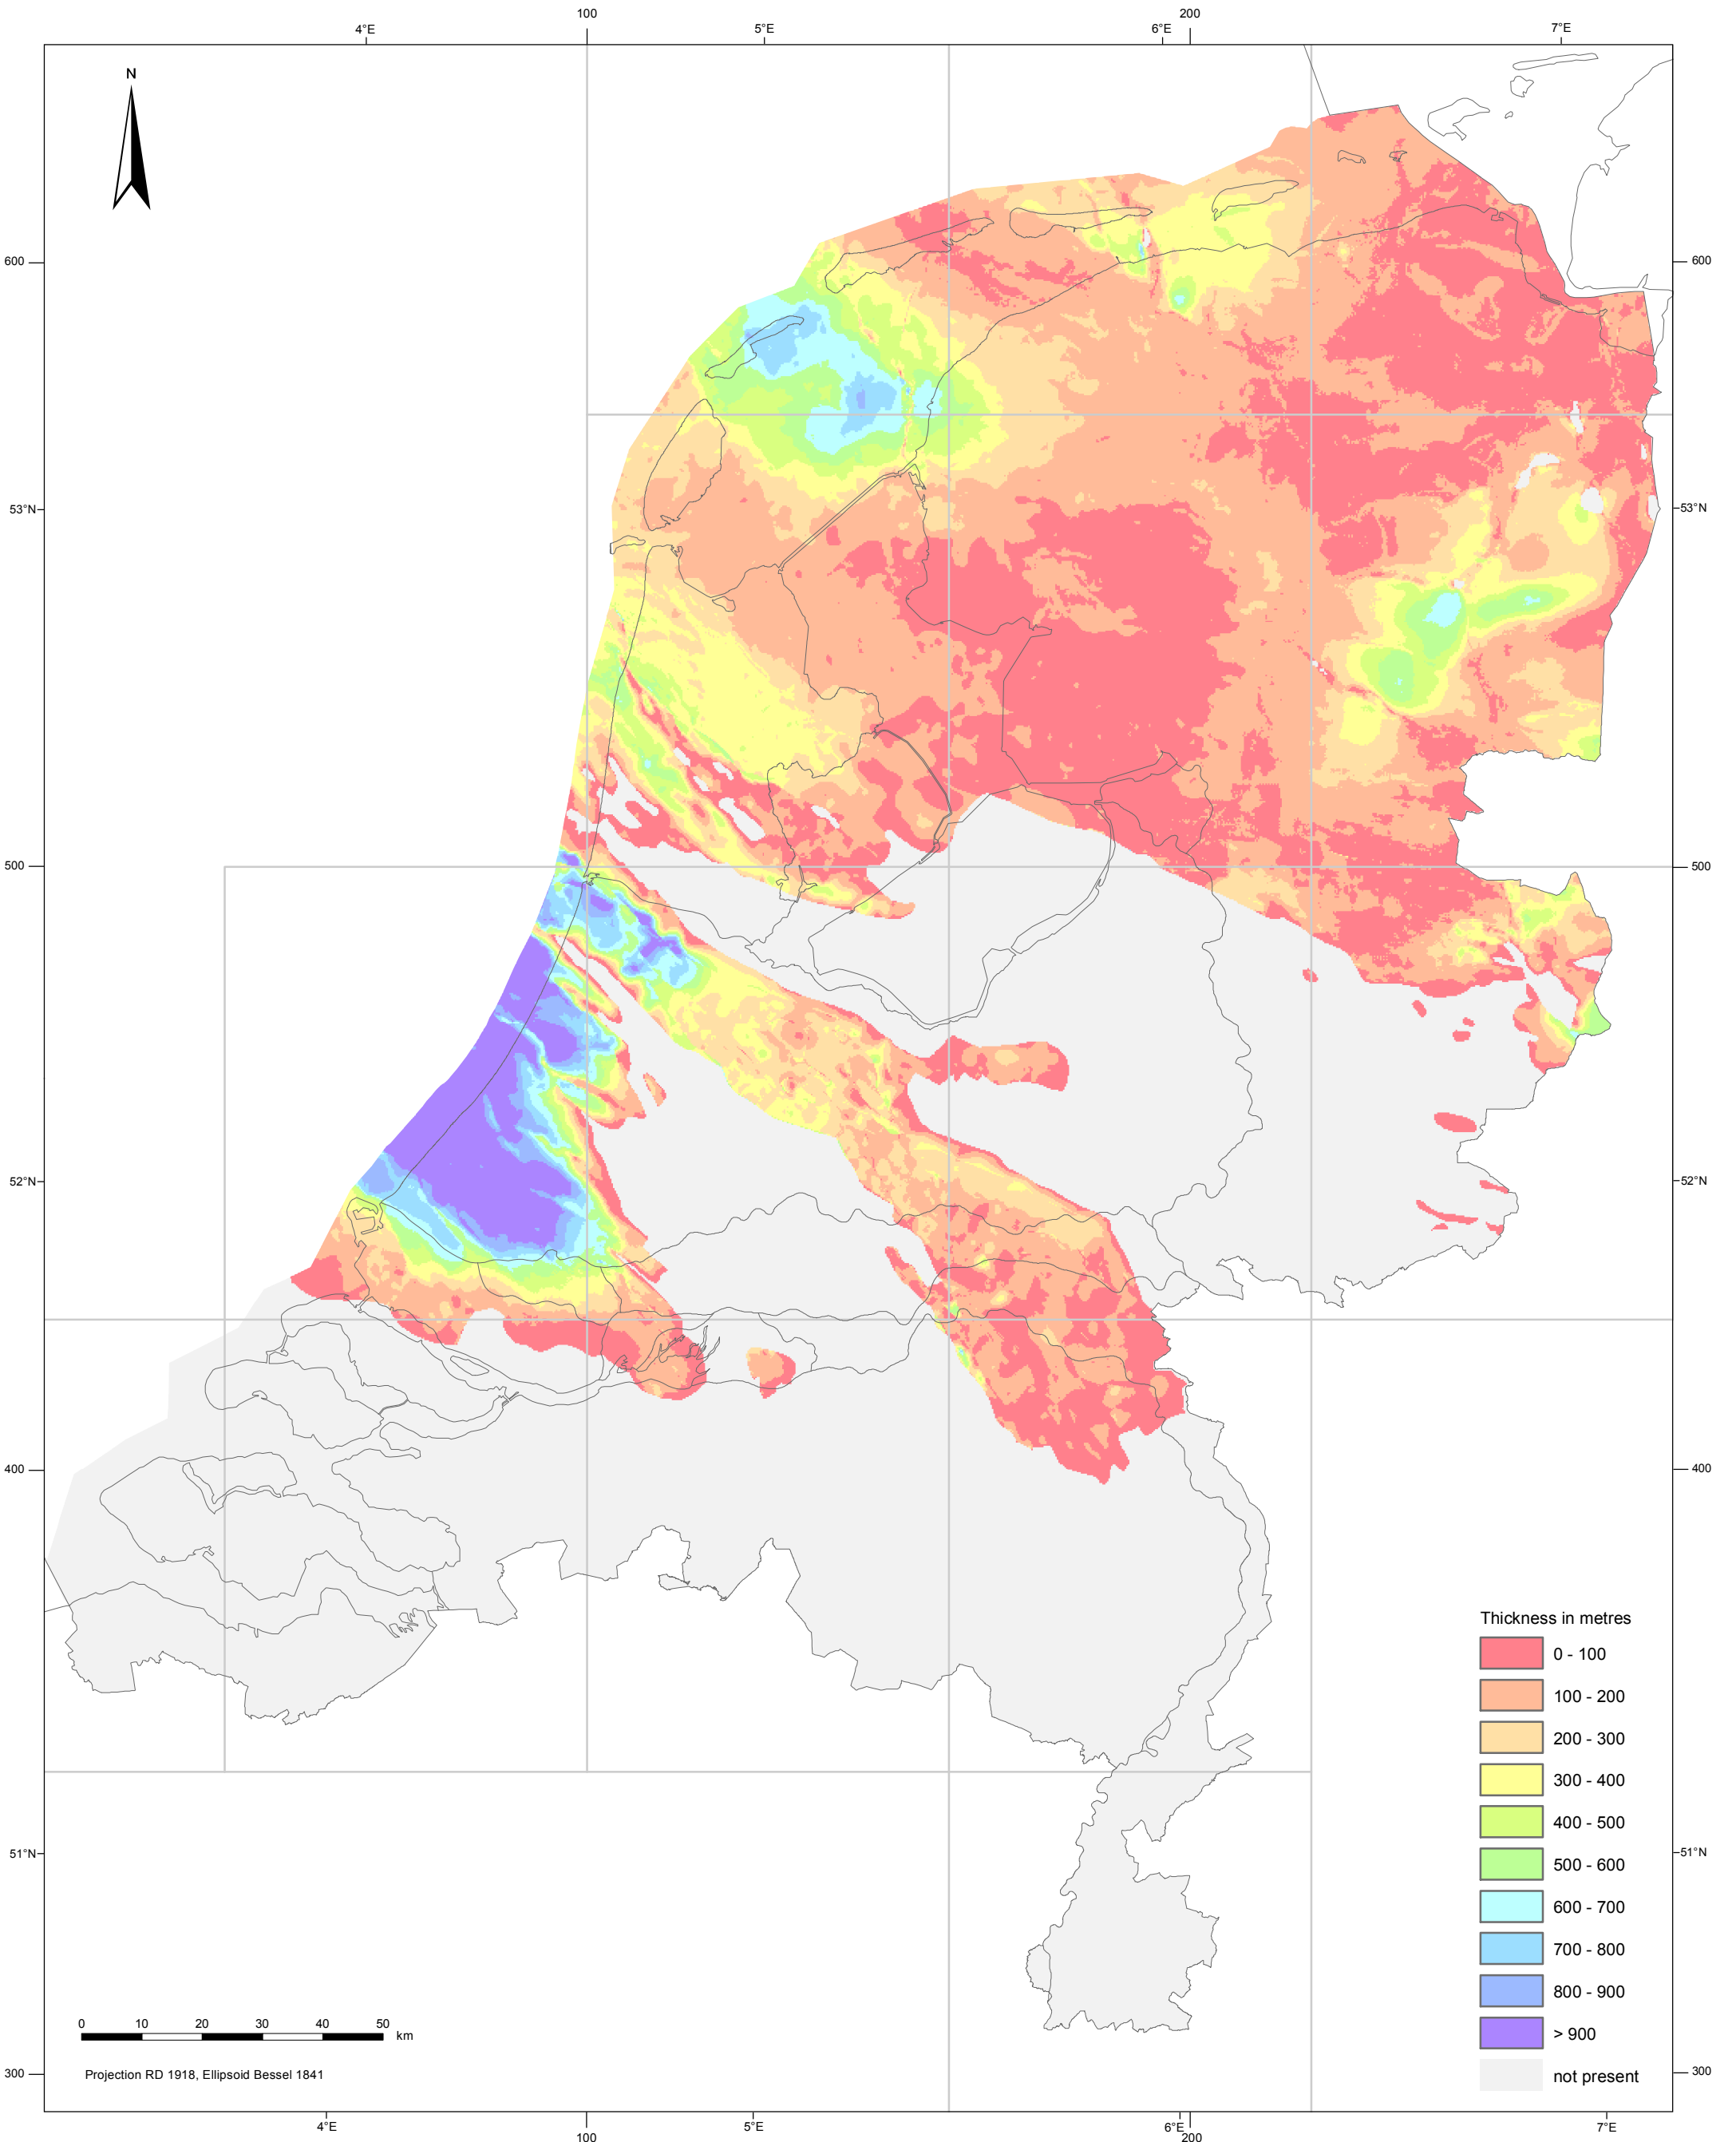 100
200
4°E
5°E
6°E
7°E
N
600
600
53°N
53°N
500
500
52°N
52°N
400
400
Thickness in metres
0 - 100
100 - 200
200 - 300
300 - 400
400 - 500
51°N
51°N
500 - 600
600 - 700
700 - 800
800 - 900
0 10 20 30 40 50 km
> 900
Projection RD 1918, Ellipsoid Bessel 1841
not present
300
300
4°E
5°E
6°E
7°E
100
200